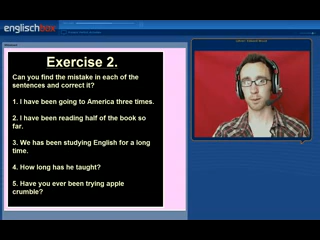 englischbox
Exercise 2.
Can you find the mistake in each of the
sentences and correct it?
1. I have been going to America three times.
2. I have been reading half of the book so
far.
3. We has been studying English for a long
time.
4. How long has he taught?
5. Have you ever been trying apple
crumble?